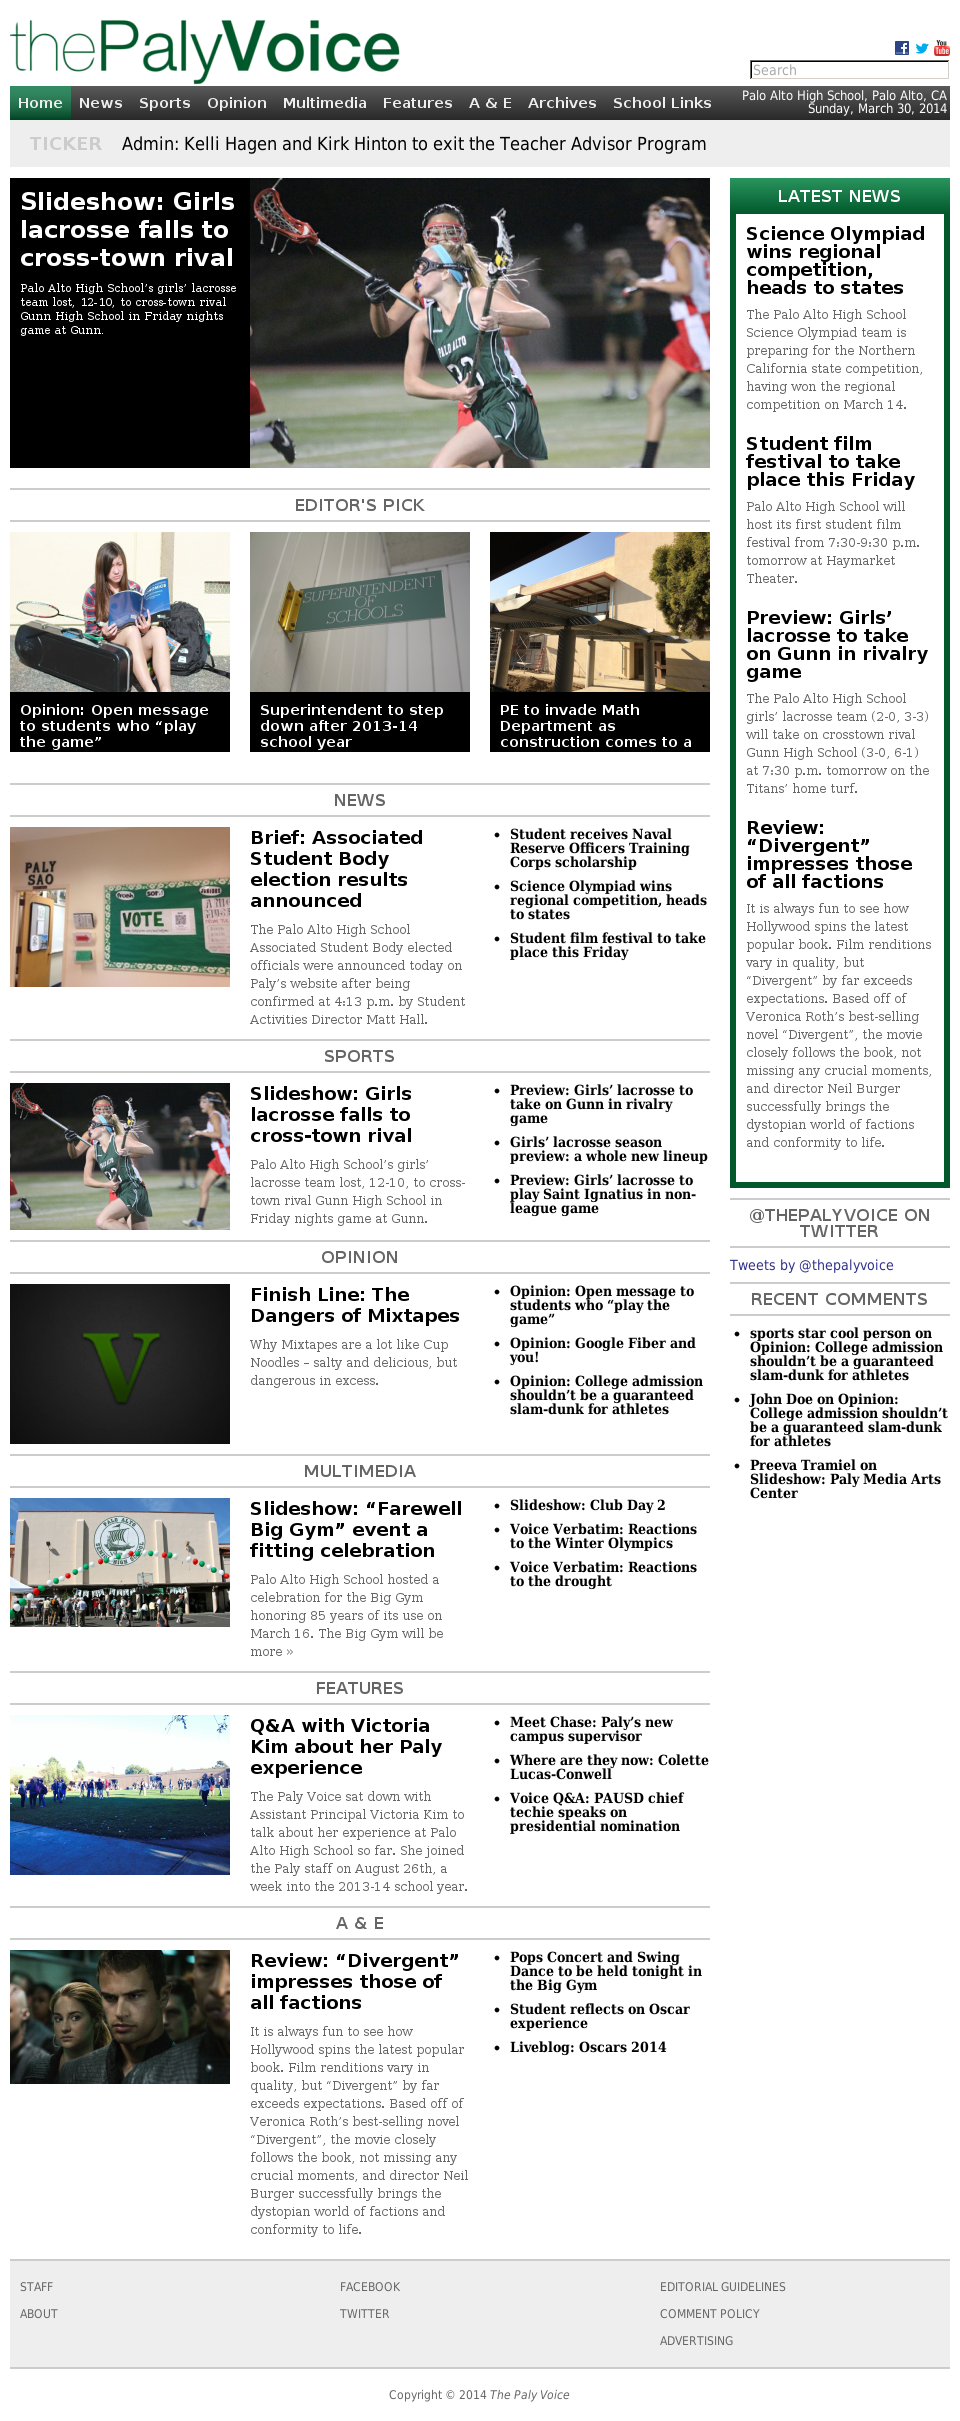 thePalyVoice
Search
Home News Sports Opinion Multimedia Features A & E Archives School Links
Palo Alto High School, Palo Alto, CA
Sunday, March 30, 2014
TICKER Admin: Kelli Hagen and Kirk Hinton to exit the Teacher Advisor Program
Slideshow: Girls
lacrosse falls to
cross-town rival
Palo Alto High School’s girls’ lacrosse
team lost, 12-10, to cross-town rival
Gunn High School in Friday nights
game at Gunn.
PALO ALTO
EDITOR'S PICK
SUPERINTENDENT
OF
SCHOOLS
Opinion: Open message
to students who “play
the game”
Superintendent to step
down after 2013-14
school year
PE to invade Math
Department as
construction comes to a
NEWS
PALY
SAO
VOTE
Brief: Associated
Student Body
election results
announced
The Palo Alto High School
Associated Student Body elected
officials were announced today on
Paly’s website after being
confirmed at 4:13 p.m. by Student
Activities Director Matt Hall.
• Student receives Naval
Reserve Officers Training
Corps scholarship
• Science Olympiad wins
regional competition, heads
to states
• Student film festival to take
place this Friday
SPORTS
Slideshow: Girls
lacrosse falls to
cross-town rival
Palo Alto High School’s girls’
lacrosse team lost, 12-10, to cross-
town rival Gunn High School in
Friday nights game at Gunn.
• Preview: Girls’ lacrosse to
take on Gunn in rivalry
game
• Girls’ lacrosse season
preview: a whole new lineup
• Preview: Girls’ lacrosse to
play Saint Ignatius in non-
league game
OPINION
V
Finish Line: The
Dangers of Mixtapes
Why Mixtapes are a lot like Cup
Noodles – salty and delicious, but
dangerous in excess.
• Opinion: Open message to
students who “play the
game”
• Opinion: Google Fiber and
you!
• Opinion: College admission
shouldn’t be a guaranteed
slam-dunk for athletes
MULTIMEDIA
PALO ALTO
Slideshow: “Farewell
Big Gym” event a
fitting celebration
Palo Alto High School hosted a
celebration for the Big Gym
honoring 85 years of its use on
March 16. The Big Gym will be
more »
• Slideshow: Club Day 2
• Voice Verbatim: Reactions
to the Winter Olympics
• Voice Verbatim: Reactions
to the drought
FEATURES
Q&A with Victoria
Kim about her Paly
experience
The Paly Voice sat down with
Assistant Principal Victoria Kim to
talk about her experience at Palo
Alto High School so far. She joined
the Paly staff on August 26th, a
week into the 2013-14 school year.
• Meet Chase: Paly’s new
campus supervisor
• Where are they now: Colette
Lucas-Conwell
• Voice Q&A: PAUSD chief
techie speaks on
presidential nomination
A & E
Review: “Divergent”
impresses those of
all factions
It is always fun to see how
Hollywood spins the latest popular
book. Film renditions vary in
quality, but “Divergent” by far
exceeds expectations. Based off of
Veronica Roth’s best-selling novel
“Divergent”, the movie closely
follows the book, not missing any
crucial moments, and director Neil
Burger successfully brings the
dystopian world of factions and
conformity to life.
• Pops Concert and Swing
Dance to be held tonight in
the Big Gym
• Student reflects on Oscar
experience
• Liveblog: Oscars 2014
LATEST NEWS
Science Olympiad
wins regional
competition,
heads to states
The Palo Alto High School
Science Olympiad team is
preparing for the Northern
California state competition,
having won the regional
competition on March 14.
Student film
festival to take
place this Friday
Palo Alto High School will
host its first student film
festival from 7:30-9:30 p.m.
tomorrow at Haymarket
Theater.
Preview: Girls’
lacrosse to take
on Gunn in rivalry
game
The Palo Alto High School
girls’ lacrosse team (2-0, 3-3)
will take on crosstown rival
Gunn High School (3-0, 6-1)
at 7:30 p.m. tomorrow on the
Titans’ home turf.
Review:
“Divergent”
impresses those
of all factions
It is always fun to see how
Hollywood spins the latest
popular book. Film renditions
vary in quality, but
“Divergent” by far exceeds
expectations. Based off of
Veronica Roth’s best-selling
novel “Divergent”, the movie
closely follows the book, not
missing any crucial moments,
and director Neil Burger
successfully brings the
dystopian world of factions
and conformity to life.
@THEPALYVOICE ON
TWITTER
Tweets by @thepalyvoice
RECENT COMMENTS
• sports star cool person on
Opinion: College admission
shouldn’t be a guaranteed
slam-dunk for athletes
• John Doe on Opinion:
College admission shouldn’t
be a guaranteed slam-dunk
for athletes
• Preeva Tramiel on
Slideshow: Paly Media Arts
Center
STAFF FACEBOOK EDITORIAL GUIDELINES
ABOUT TWITTER COMMENT POLICY
ADVERTISING
Copyright © 2014 The Paly Voice